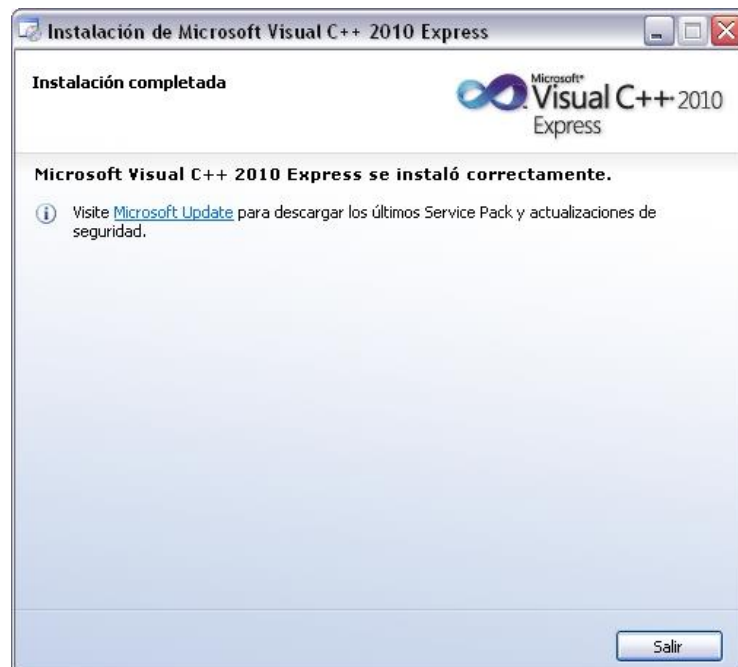 Instalación de Microsoft Visual C++ 2010 Express
Instalación completada
Microsoft®
Visual C++ 2010
Express
Microsoft Visual C++ 2010 Express se instaló correctamente.
Visite Microsoft Update para descargar los últimos Service Pack y actualizaciones de
seguridad.
Salir